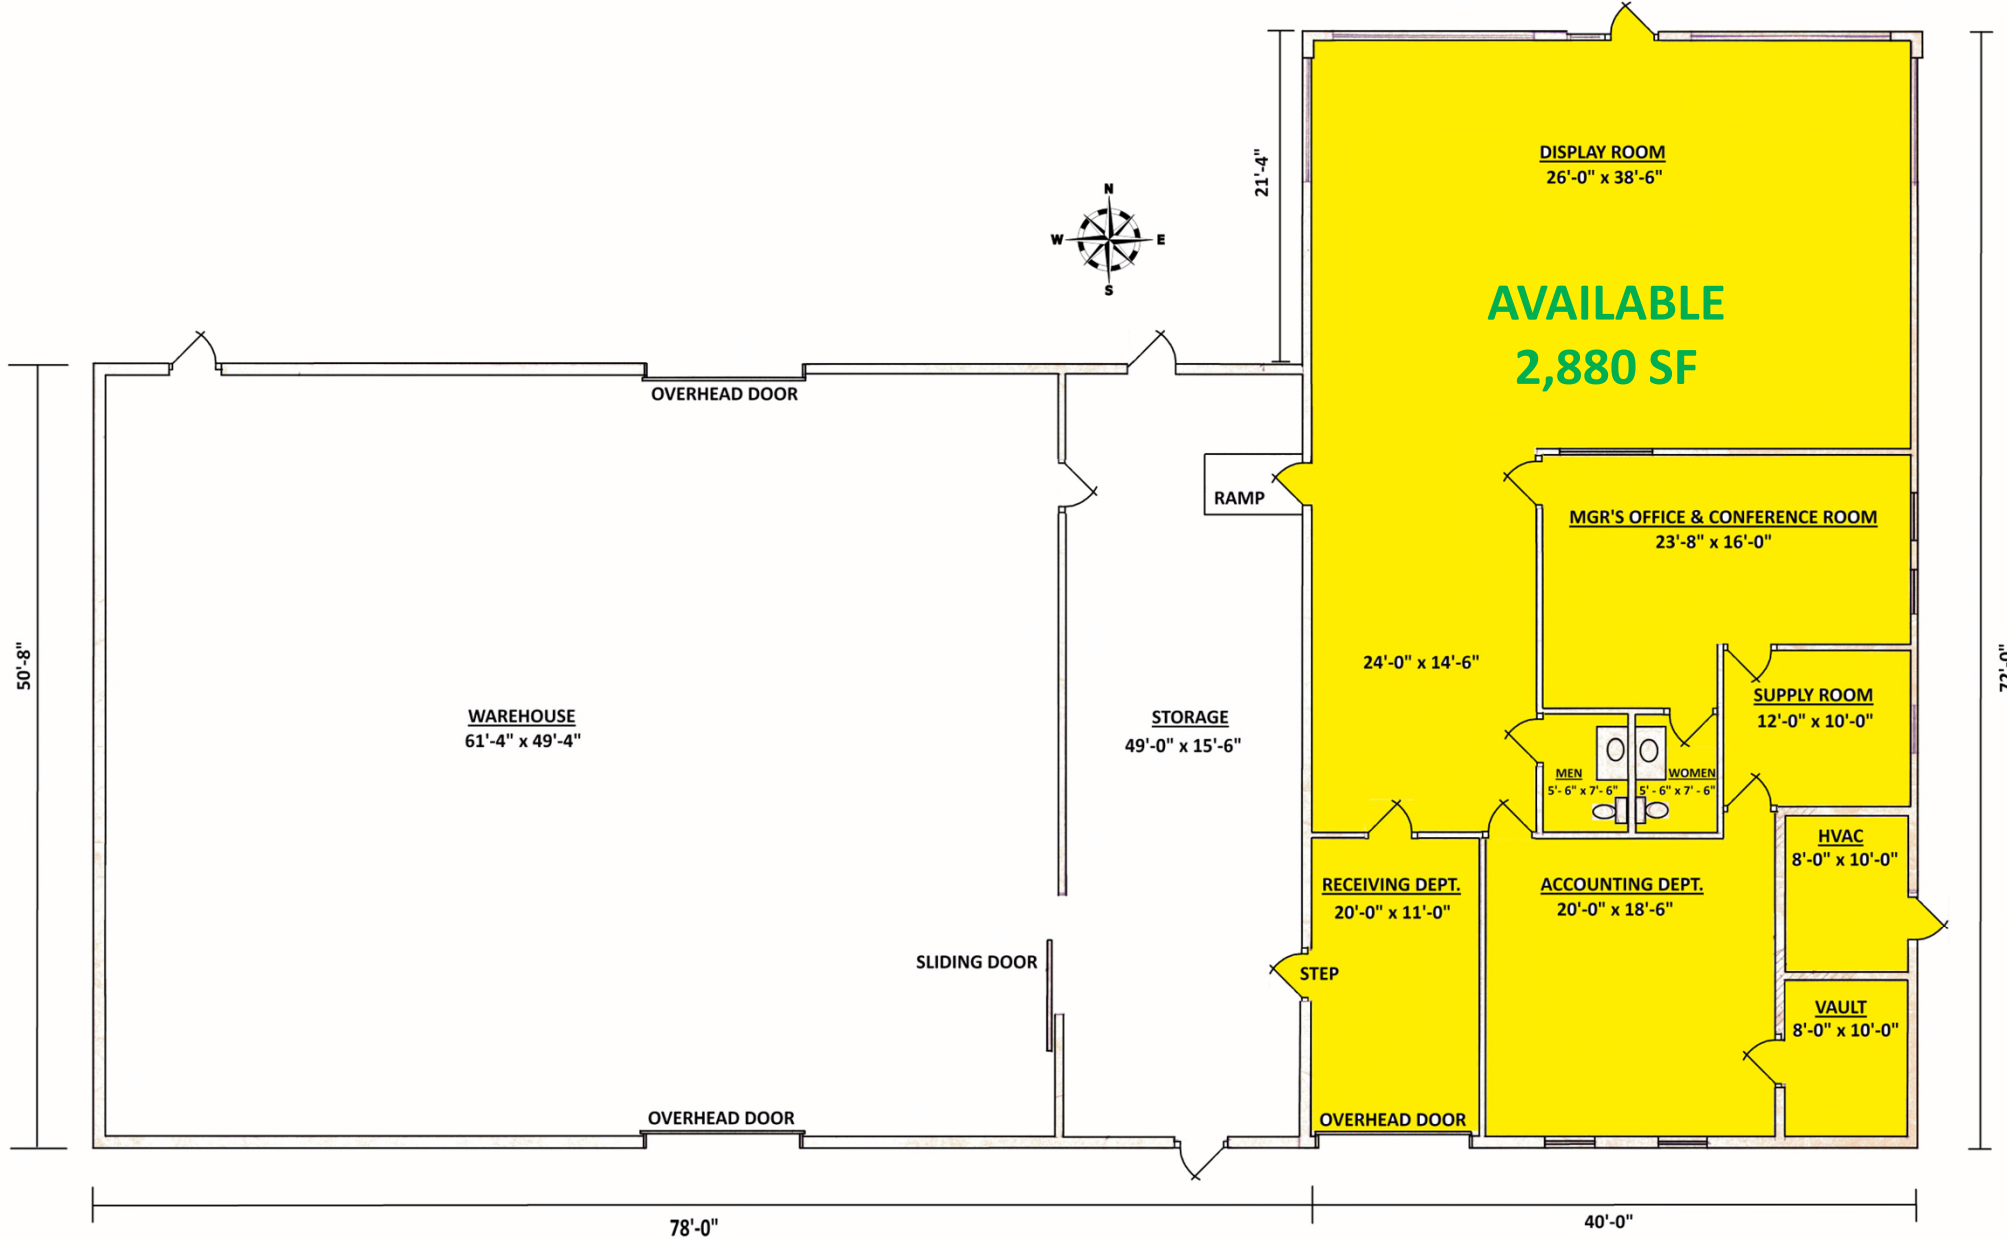 21'-4"
DISPLAY ROOM
26'-0" x 38'-6"
N
W E
S
AVAILABLE
2,880 SF
OVERHEAD DOOR
RAMP
MGR'S OFFICE & CONFERENCE ROOM
23'-8" x 16'-0"
50'-8"
72'-0"
24'-0" x 14'-6"
SUPPLY ROOM
12'-0" x 10'-0"
WAREHOUSE
61'-4" x 49'-4"
STORAGE
49'-0" x 15'-6"
MEN
5'- 6" x 7'- 6"
WOMEN
5'- 6" x 7' - 6"
HVAC
8'-0" x 10'-0"
RECEIVING DEPT.
20'-0" x 11'-0"
ACCOUNTING DEPT.
20'-0" x 18'-6"
SLIDING DOOR
STEP
VAULT
8'-0" x 10'-0"
OVERHEAD DOOR
OVERHEAD DOOR
78'-0"
40'-0"